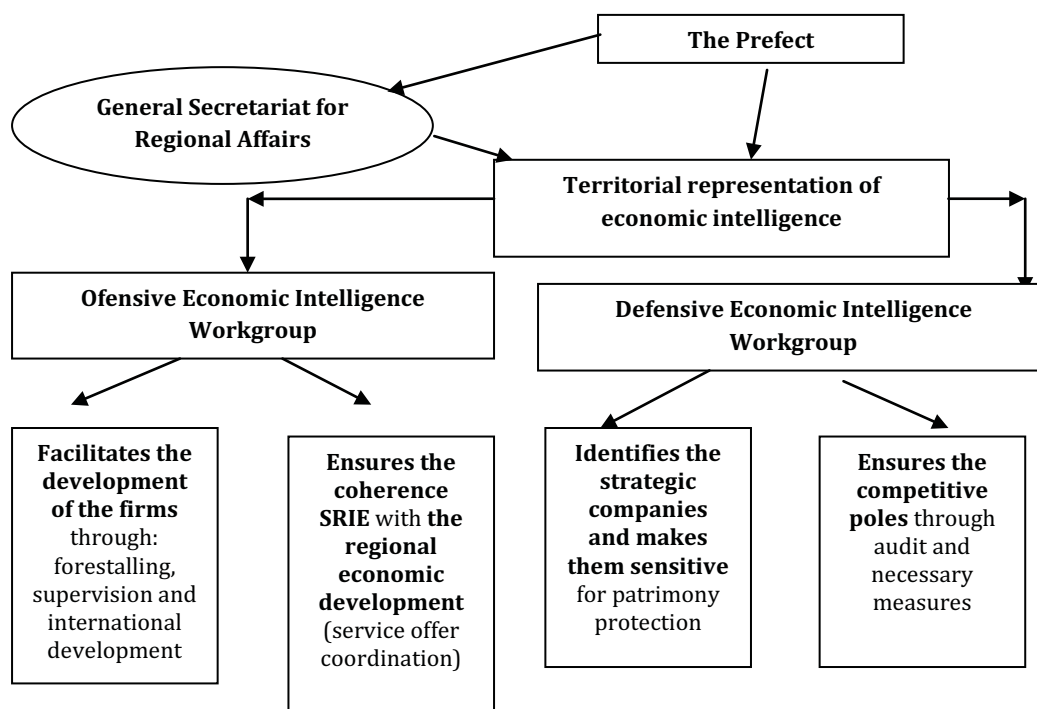 The Prefect
General Secretariat for
Regional Affairs
Territorial representation of
economic intelligence
Ofensive Economic Intelligence
Workgroup
Defensive Economic Intelligence
Workgroup
Facilitates the
development
of the firms
through:
forestalling,
supervision and
international
development
Ensures the
coherence
SRIE with the
regional
economic
development
(service offer
coordination)
Identifies the
strategic
companies
and makes
them sensitive
for patrimony
protection
Ensures the
competitive
poles through
audit and
necessary
measures